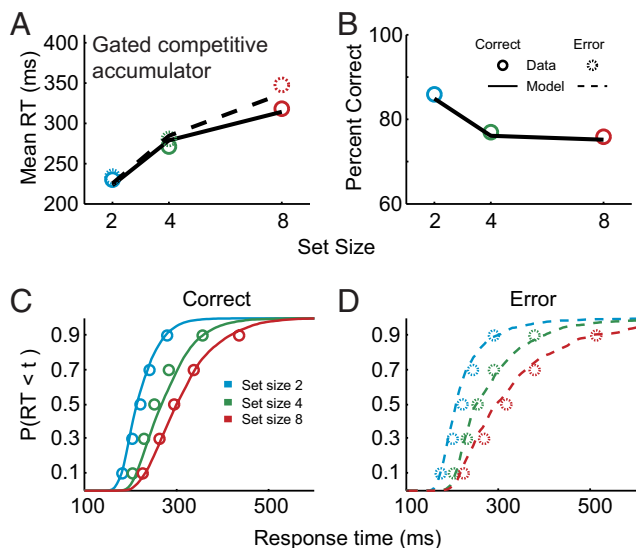 A
Gated competitive
accumulator
Mean RT (ms)
400
350
300
250
200
2
4
8
B
Correct
Error
Data
Model
Percent Correct
100
80
60
2
4
8
Set Size
C
Correct
P(RT < t )
0.9
0.7
0.5
0.3
0.1
Set size 2
Set size 4
Set size 8
100
300
500
D
Error
0.9
0.7
0.5
0.3
0.1
100
300
500
Response time (ms)